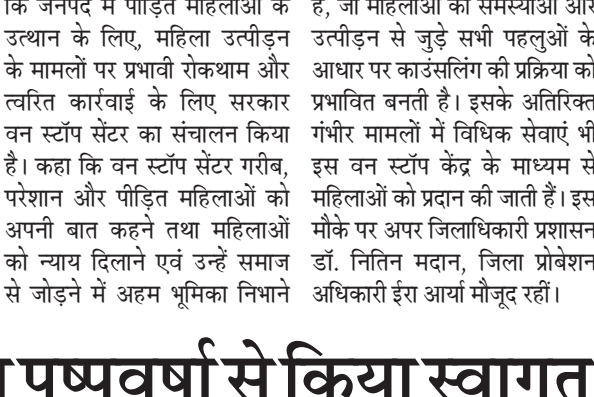 कि जनपद में पीड़ित महिलाओं के
उत्थान के लिए, महिला उत्पीड़न
के मामलों पर प्रभावी रोकथाम और
त्वरित कार्रवाई के लिए सरकार
वन स्टॉप सेंटर का संचालन किया
है। कहा कि वन स्टॉप सेंटर गरीब,
परेशान और पीड़ित महिलाओं को
अपनी बात कहने तथा महिलाओं
को न्याय दिलाने एवं उन्हें समाज
से जोड़ने में अहम भूमिका निभाने
है, जो महिलाओं की समस्याओं और
उत्पीड़न से जुड़े सभी पहलुओं के
आधार पर काउंसलिंग की प्रक्रिया को
प्रभावित बनती है। इसके अतिरिक्त
गंभीर मामलों में विधिक सेवाएं भी
इस वन स्टॉप केंद्र के माध्यम से
महिलाओं को प्रदान की जाती हैं। इस
मौके पर अपर जिलाधिकारी प्रशासन
डॉ. नितिन मदान, जिला प्रोबेशन
अधिकारी ईरा आर्या मौजूद रहीं।
पुष्पवर्षा से किया स्वागत